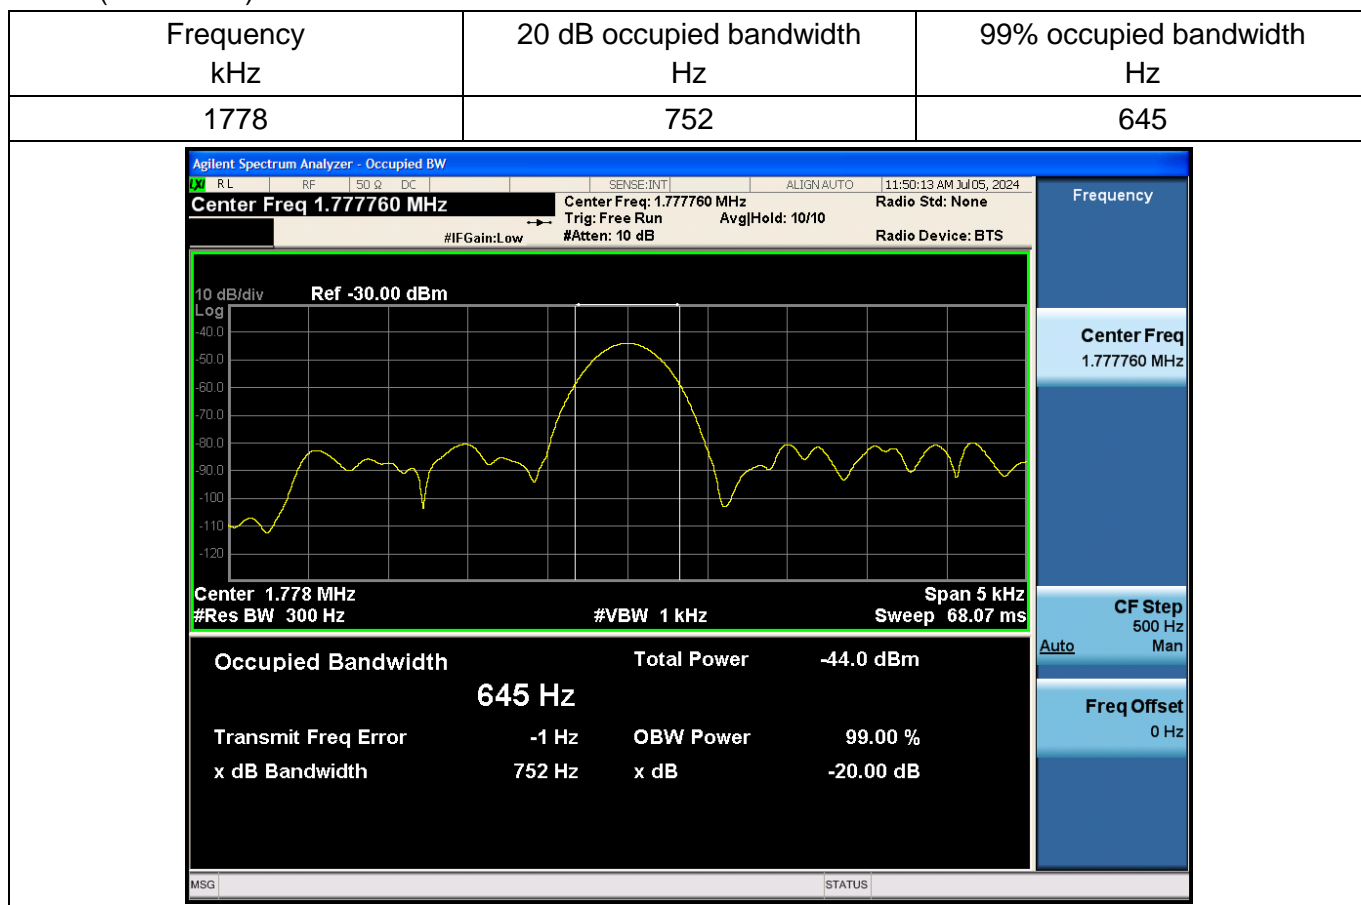 Frequency
kHz
20 dB occupied bandwidth
Hz
99% occupied bandwidth
Hz
1778
752
645
Agilent Spectrum Analyzer - Occupied BW
LXI RL RF 50 Ω DC SENSE:INT ALIGN AUTO 11:50:13 AM Jul 05, 2024
Center Freq 1.777760 MHz
Center Freq: 1.777760 MHz
Radio Std: None
Trig: Free Run
Avg|Hold: 10/10
#IFGain:Low
#Atten: 10 dB
Radio Device: BTS
10 dB/div
Ref -30.00 dBm
Log
-40.0
-50.0
-60.0
-70.0
-80.0
-90.0
-100
-110
-120
Center 1.778 MHz
Span 5 kHz
#Res BW 300 Hz
#VBW 1 kHz
Sweep 68.07 ms
Occupied Bandwidth
645 Hz
Total Power -44.0 dBm
Transmit Freq Error -1 Hz
OBW Power 99.00 %
x dB Bandwidth 752 Hz
x dB -20.00 dB
MSG
STATUS
Frequency
Center Freq
1.777760 MHz
CF Step
500 Hz
Auto Man
Freq Offset
0 Hz